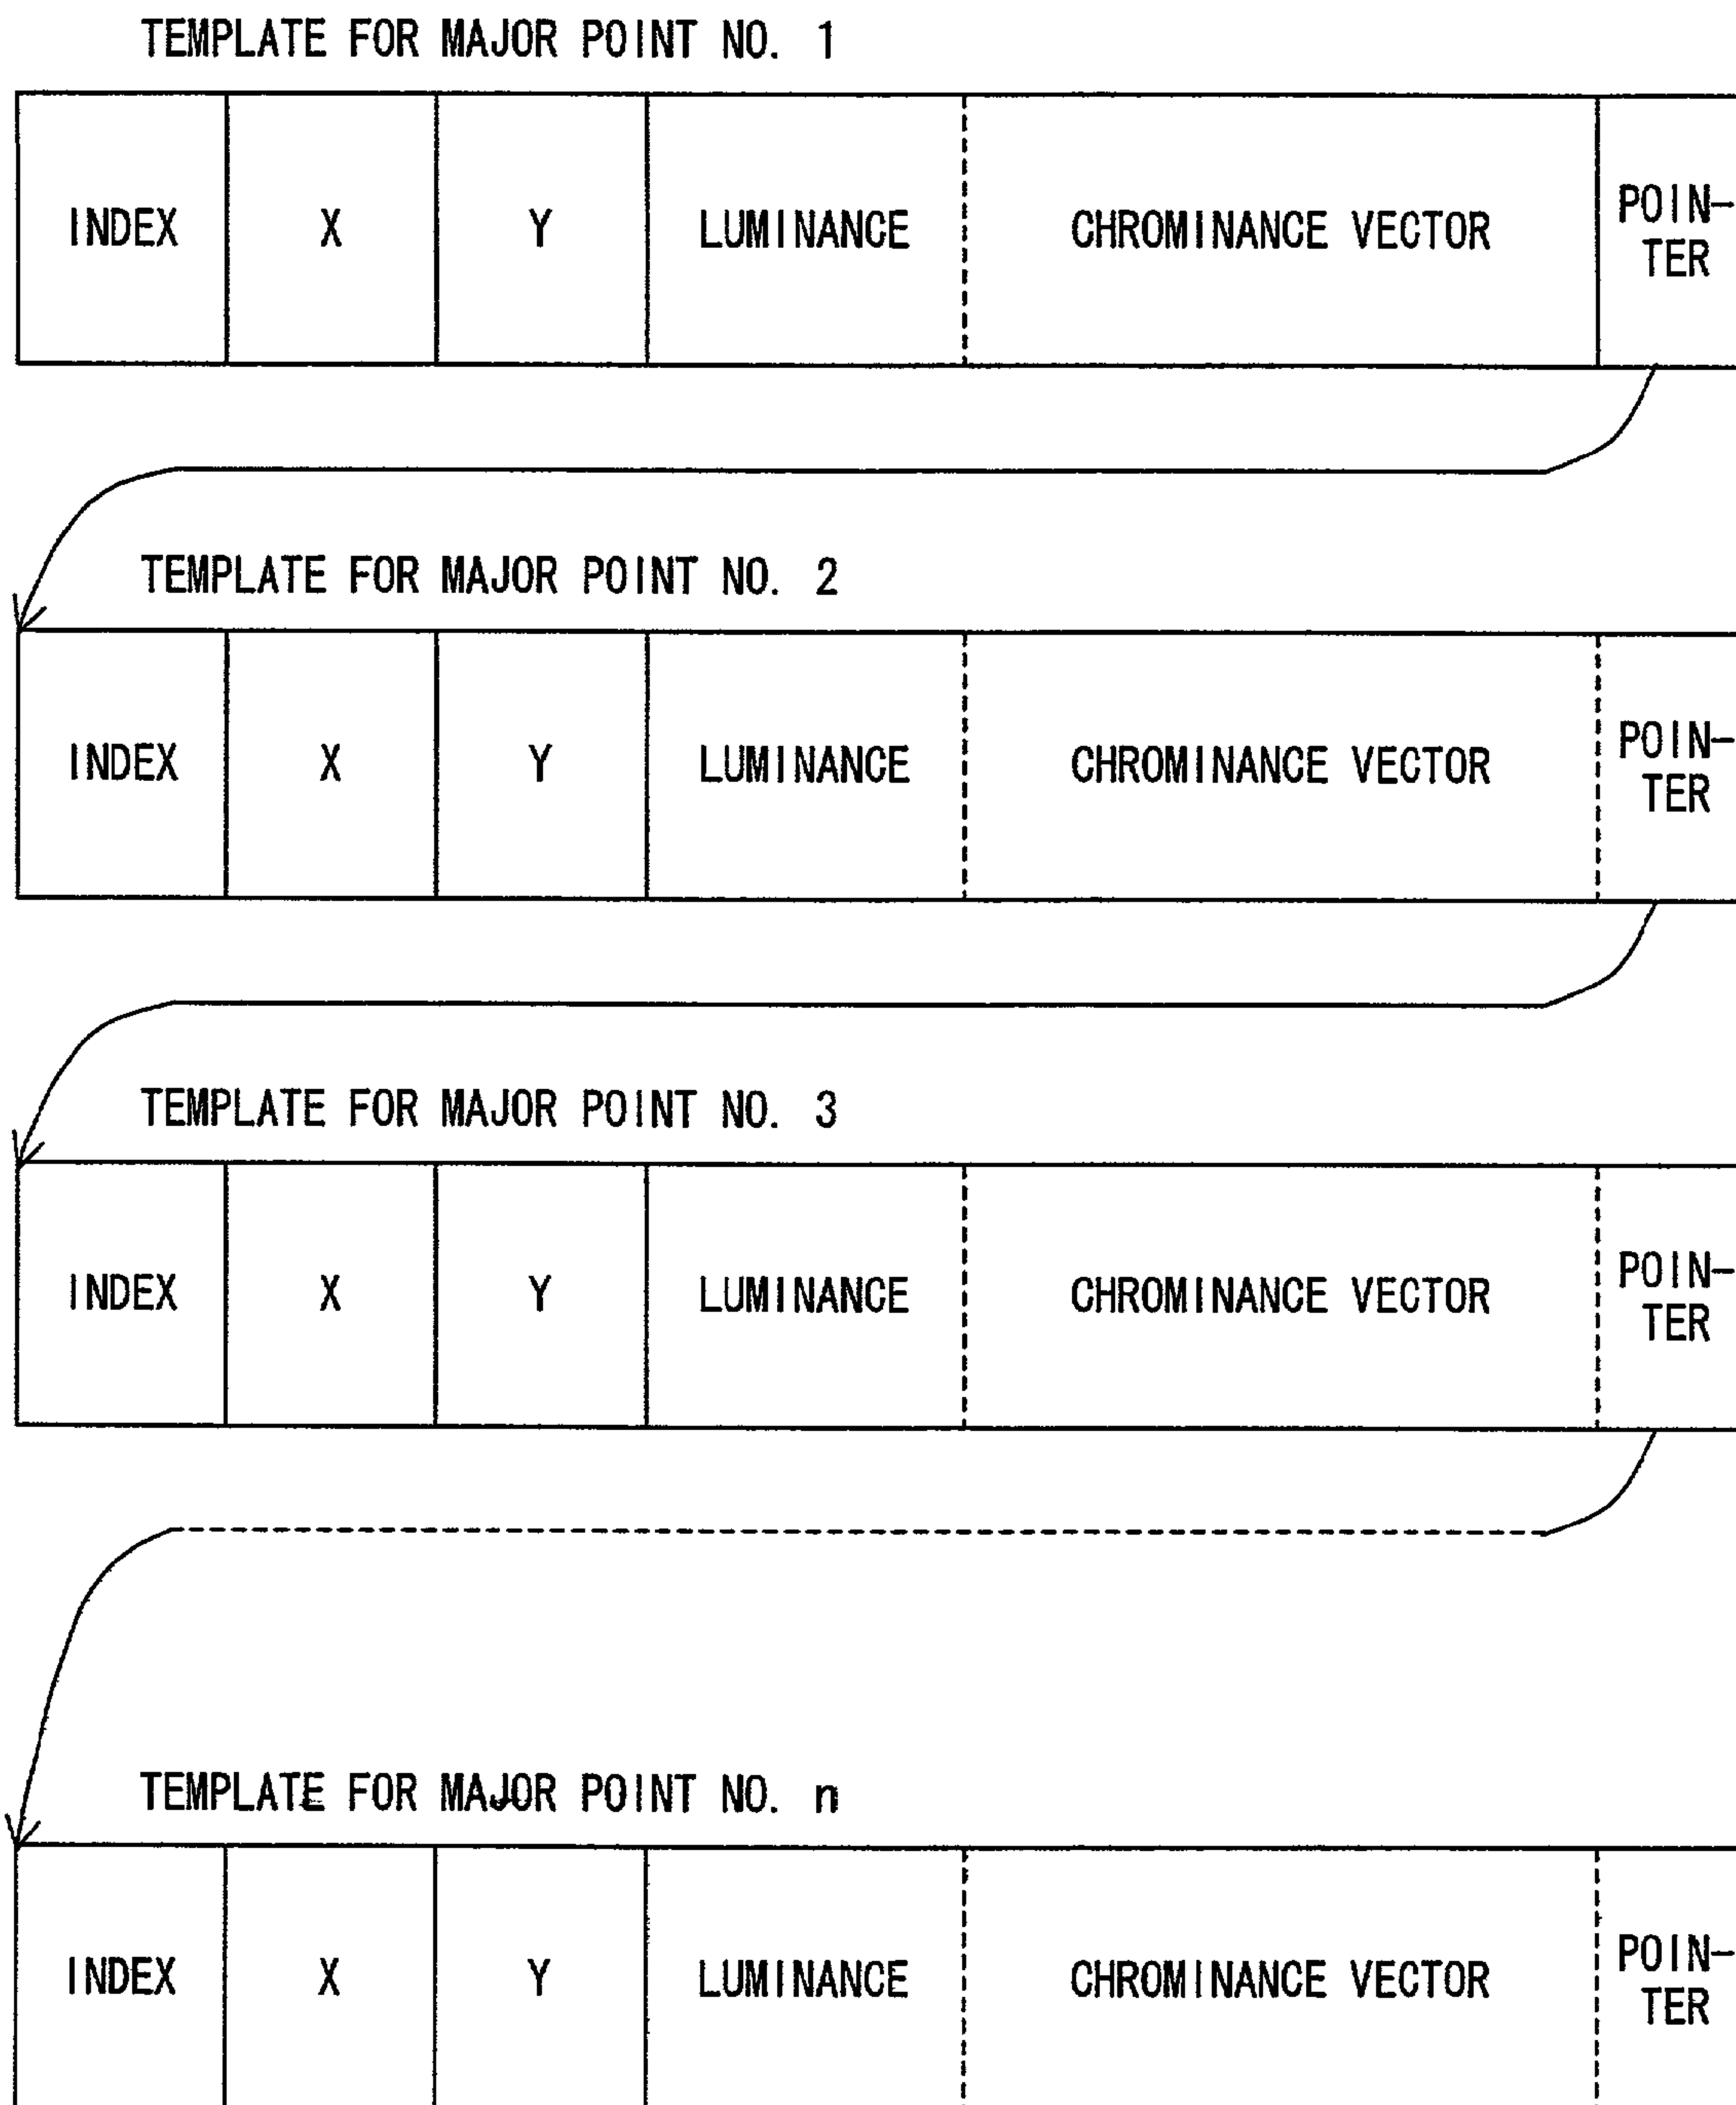 TEMPLATE FOR MAJOR POINT NO. 1
INDEX X Y LUMINANCE CHROMINANCE VECTOR POIN-
TER
TEMPLATE FOR MAJOR POINT NO. 2
INDEX X Y LUMINANCE CHROMINANCE VECTOR POIN-
TER
TEMPLATE FOR MAJOR POINT NO. 3
INDEX X Y LUMINANCE CHROMINANCE VECTOR POIN-
TER
TEMPLATE FOR MAJOR POINT NO. n
INDEX X Y LUMINANCE CHROMINANCE VECTOR POIN-
TER